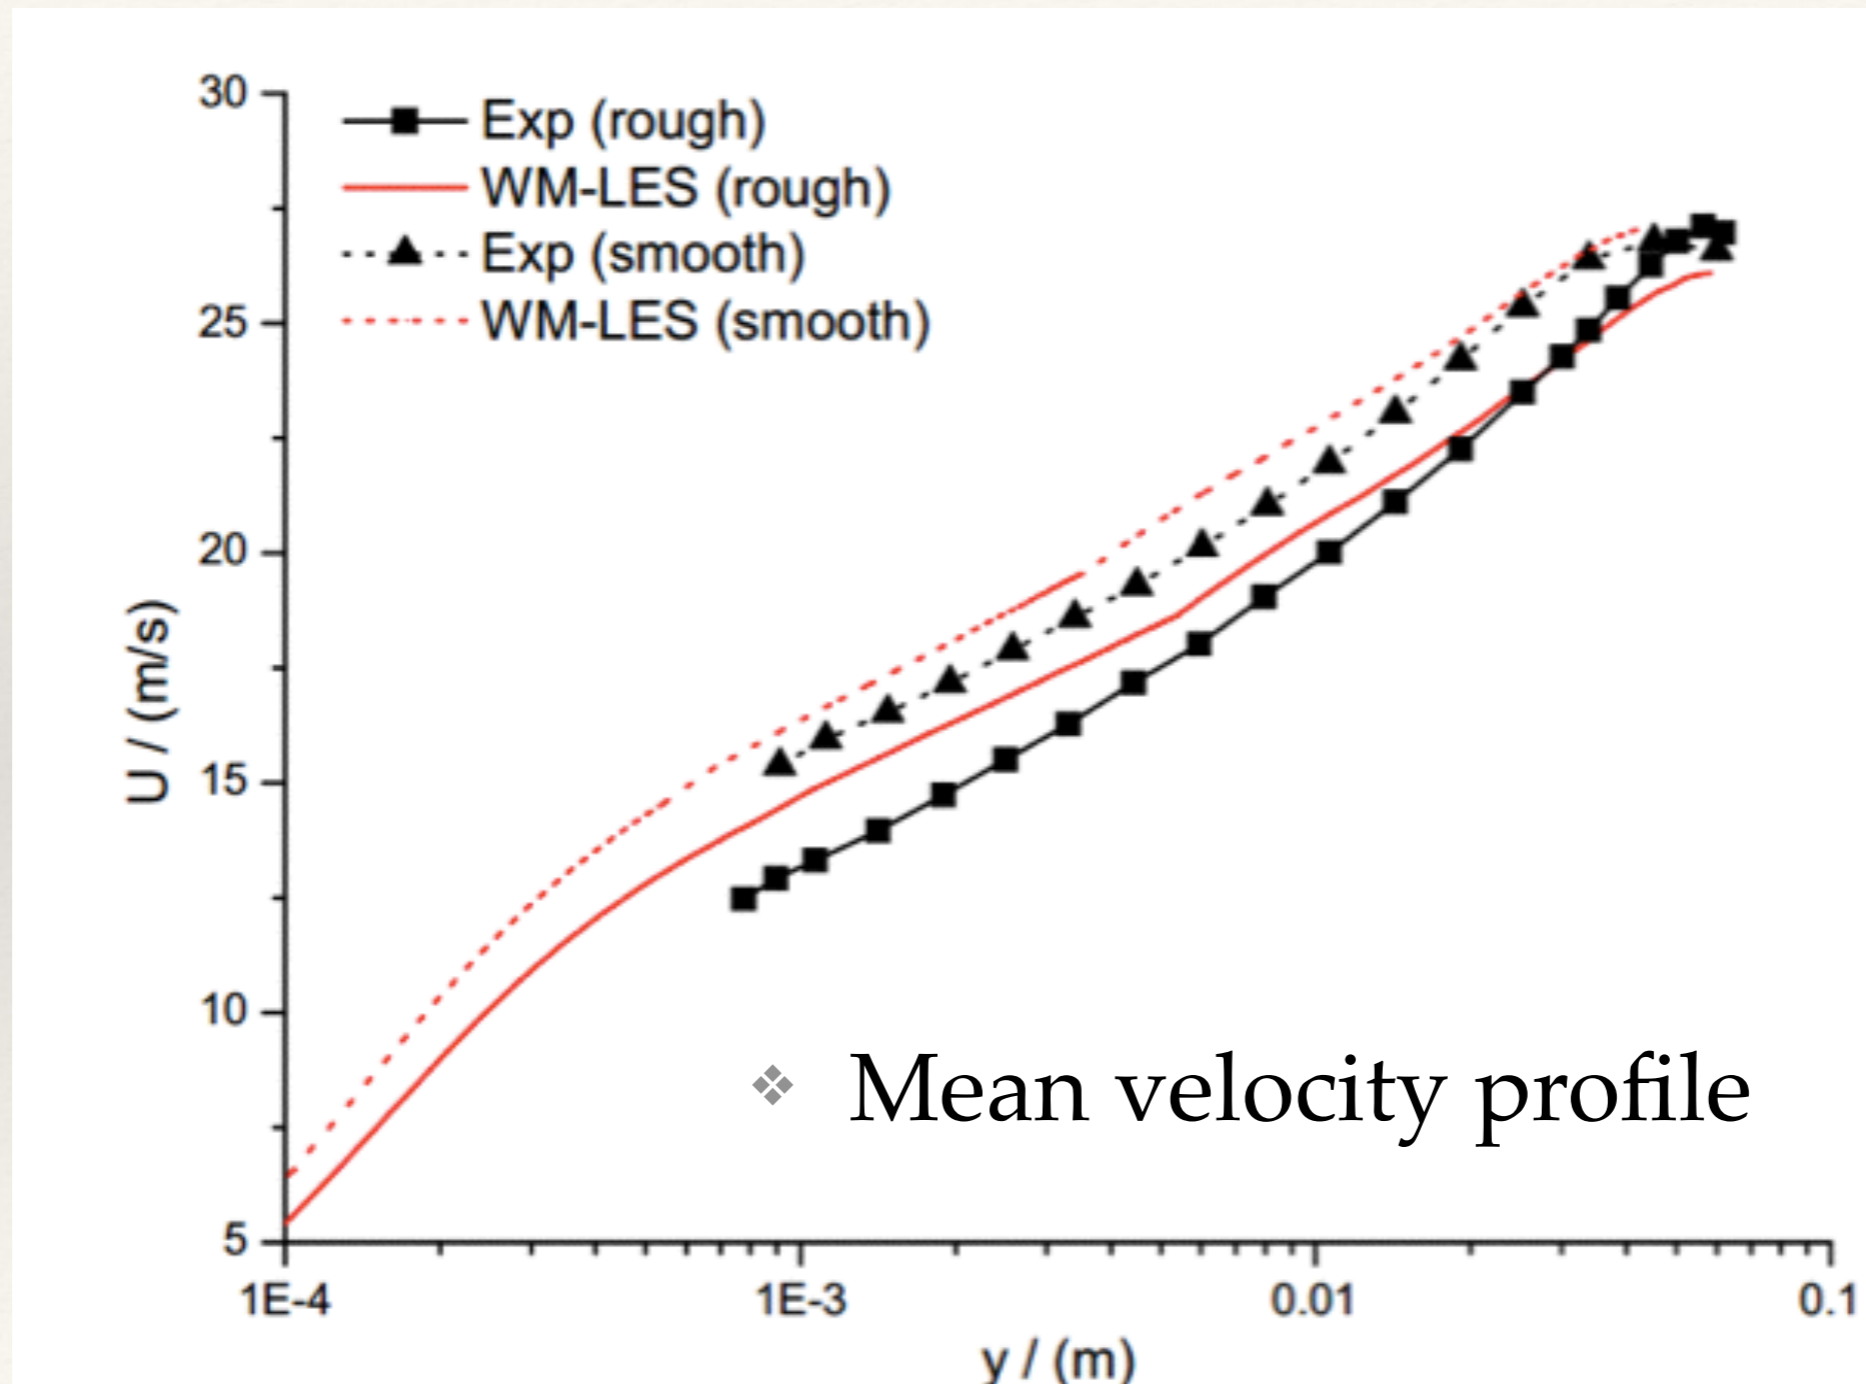 30
Exp (rough)
WM-LES (rough)
Exp (smooth)
WM-LES (smooth)
25
20
15
10
5
U / (m/s)
❖ Mean velocity profile
1E-4 1E-3 0.01 0.1
y / (m)